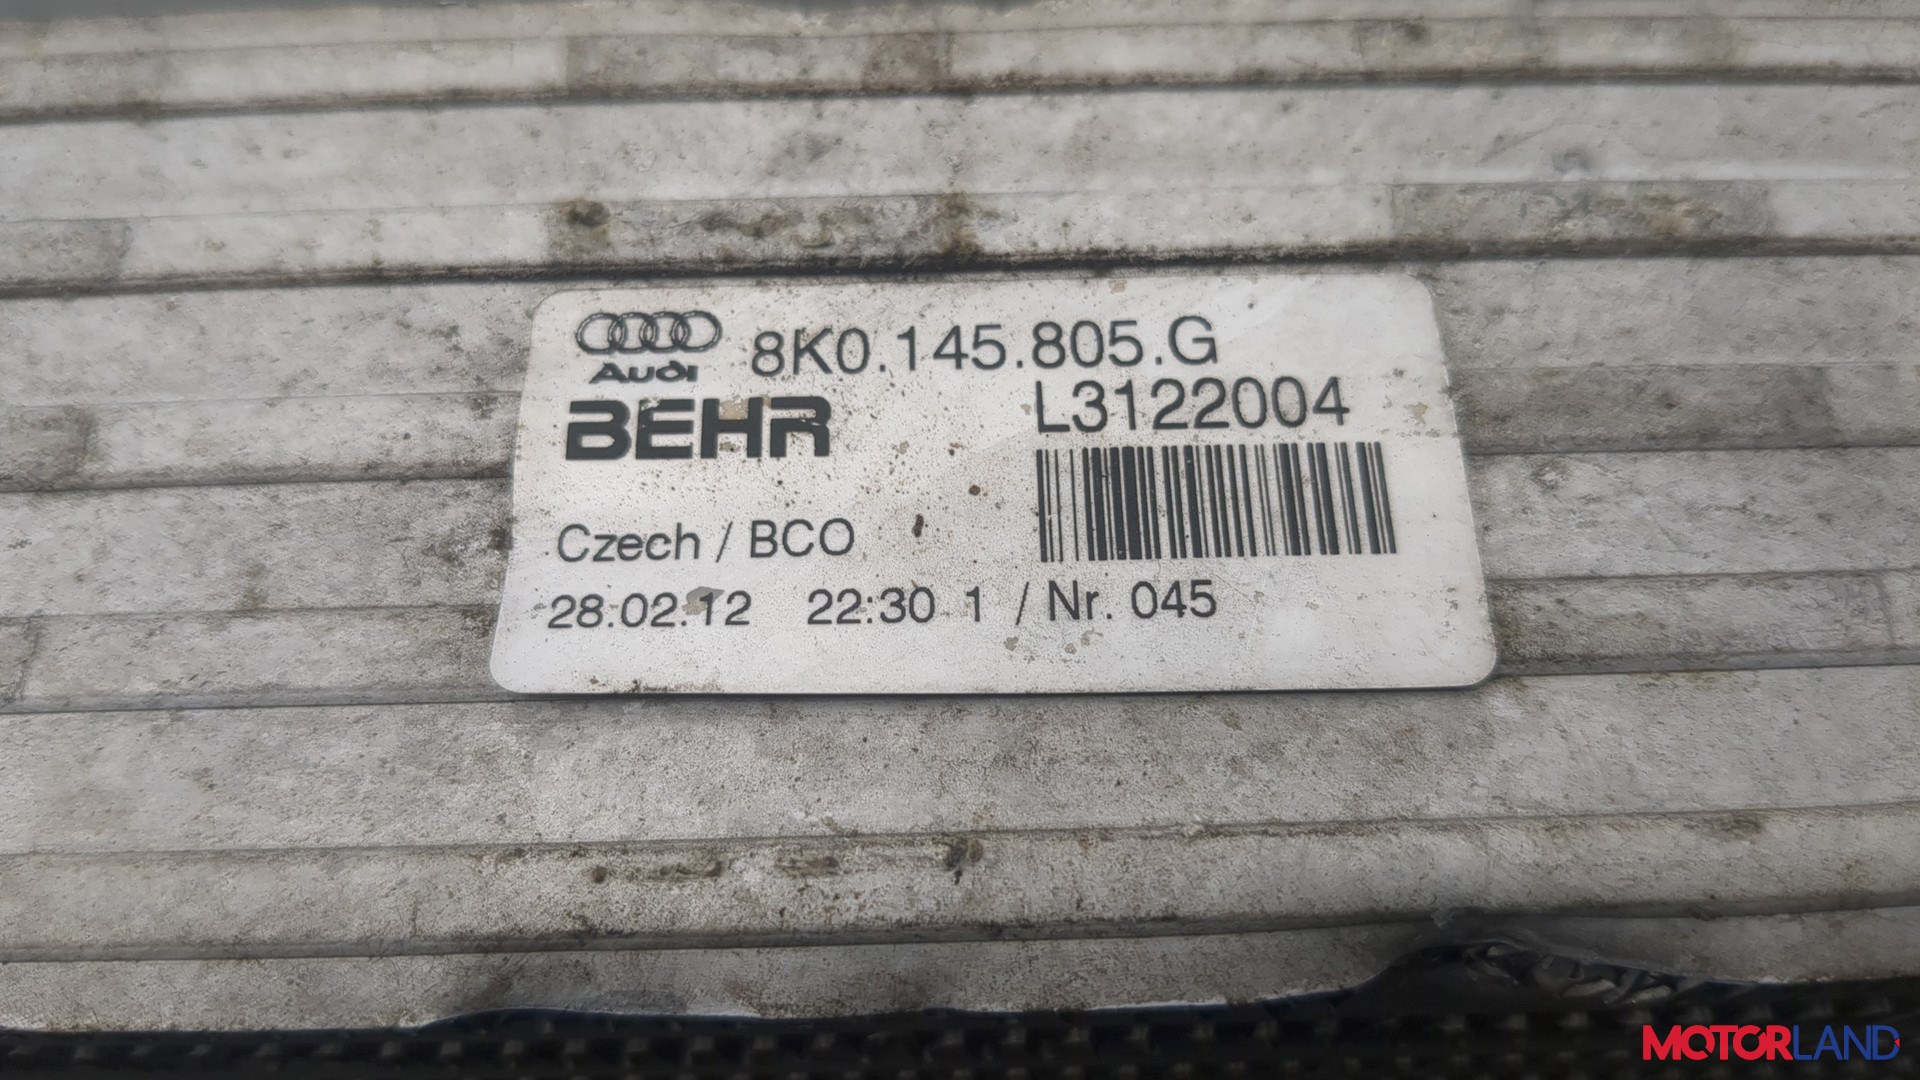 Audi 8K0.145.805.G
BEHR L3122004
Czech / BCO
28.02.12 22:30 1 / Nr. 045
MOTORLAND